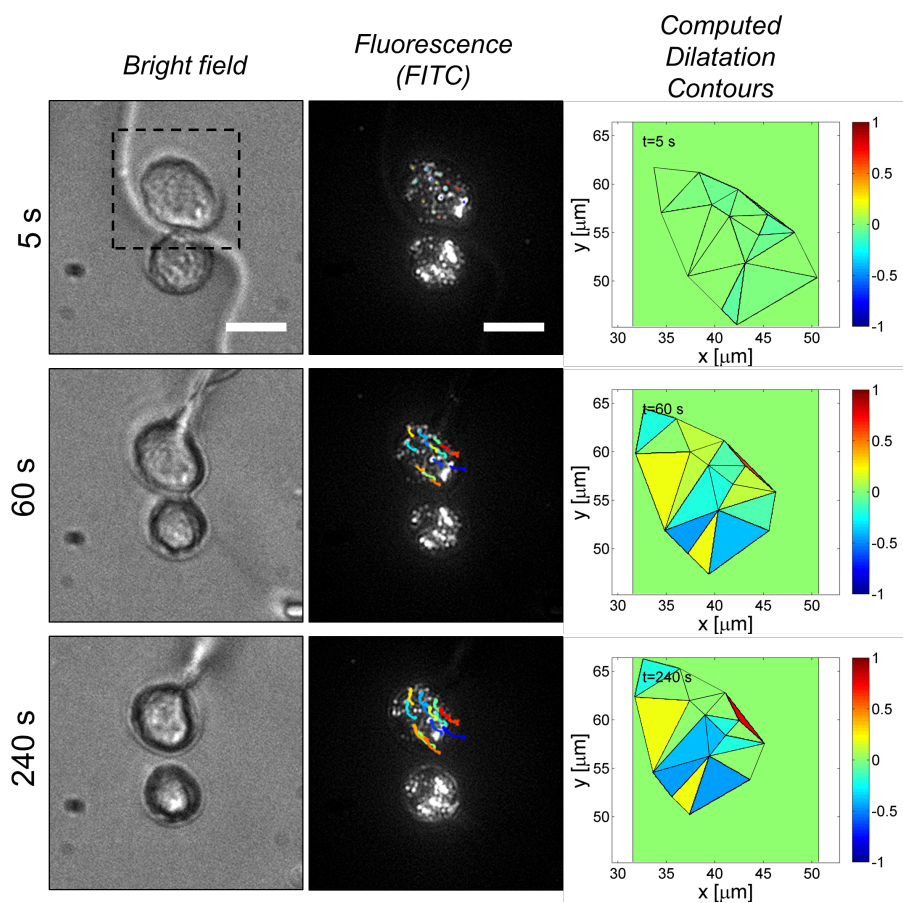 Bright field
Fluorescence
(FITC)
Computed
Dilatation
Contours
5 s
t=5 s
65
60
55
50
y [μm]
30 35 40 45 50
x [μm]
1
0.5
0
-0.5
-1
60 s
t=60 s
65
60
55
50
y [μm]
30 35 40 45 50
x [μm]
1
0.5
0
-0.5
-1
240 s
t=240 s
65
60
55
50
y [μm]
30 35 40 45 50
x [μm]
1
0.5
0
-0.5
-1